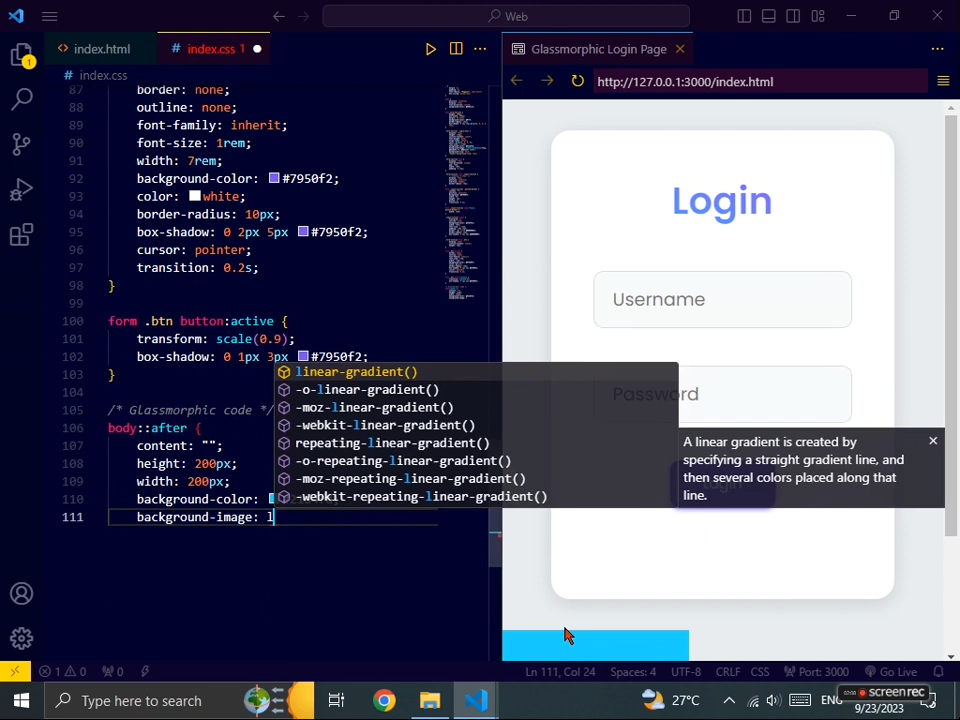 Web
index.html
index.css 1
Glassmorphic Login Page
index.css
http://127.0.0.1:3000/index.html
87 border: none;
88 outline: none;
89 font-family: inherit;
90 font-size: 1rem;
91 width: 7rem;
92 background-color: #7950f2;
93 color: white;
94 border-radius: 10px;
95 box-shadow: 0 2px 5px #7950f2;
96 cursor: pointer;
97 transition: 0.2s;
98 }
99
100 form .btn button:active {
101 transform: scale(0.9);
102 box-shadow: 0 1px 3px #7950f2;
103 }
104
105 /* Glassmorphic code */
106 body::after {
107 content: "";
108 height: 200px;
109 width: 200px;
110 background-color:
111 background-image: l
linear-gradient()
-o-linear-gradient()
-moz-linear-gradient()
-webkit-linear-gradient()
repeating-linear-gradient()
-o-repeating-linear-gradient()
-moz-repeating-linear-gradient()
-webkit-repeating-linear-gradient()
A linear gradient is created by
specifying a straight gradient line, and
then several colors placed along that
line.
Login
Username
Password
1
1 0 0 Ln 111, Col 24 Spaces: 4 UTF-8 CRLF CSS Port: 3000 Go Live
Type here to search
27°C
screenrec
9/23/2023